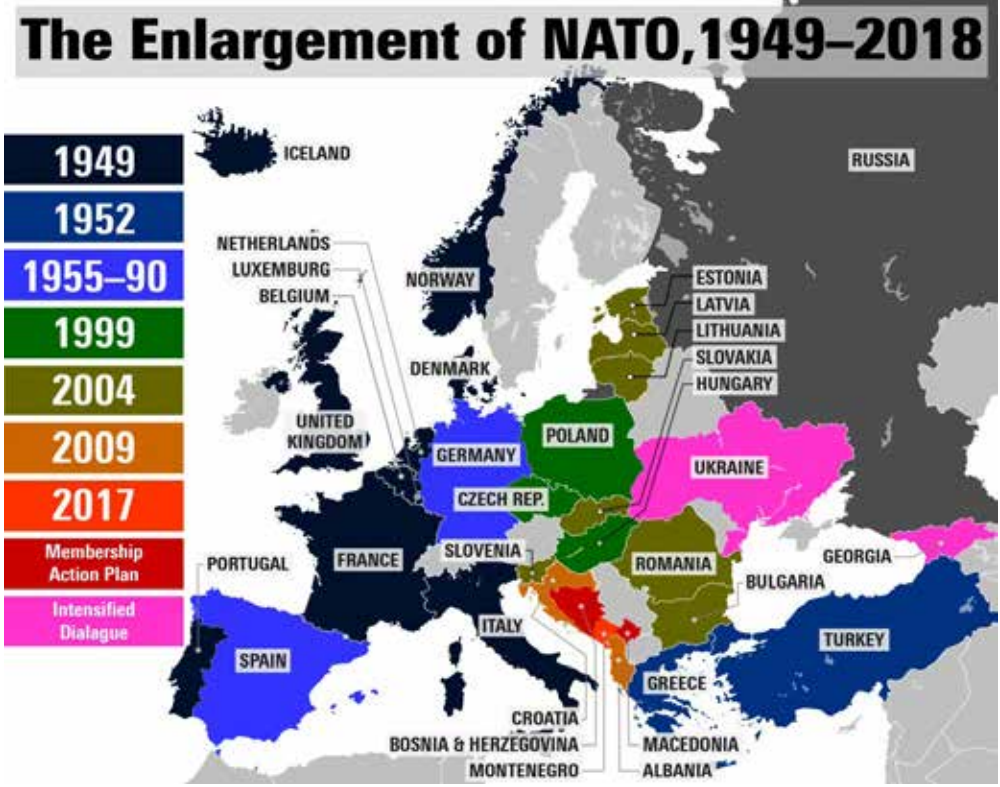 The Enlargement of NATO, 1949–2018
1949
1952
1955–90
1999
2004
2009
2017
Membership
Action Plan
Intensified
Dialague
ICELAND
RUSSIA
NETHERLANDS
LUXEMBURG
BELGIUM
NORWAY
ESTONIA
LATVIA
LITHUANIA
SLOVAKIA
HUNGARY
DENMARK
UNITED
KINGDOM
GERMANY
POLAND
UKRAINE
CZECH REP.
SLOVENIA
PORTUGAL
FRANCE
ROMANIA
GEORGIA
BULGARIA
ITALY
SPAIN
TURKEY
GREECE
CROATIA
BOSNIA & HERZEGOVINA
MONTENEGRO
MACEDONIA
ALBANIA